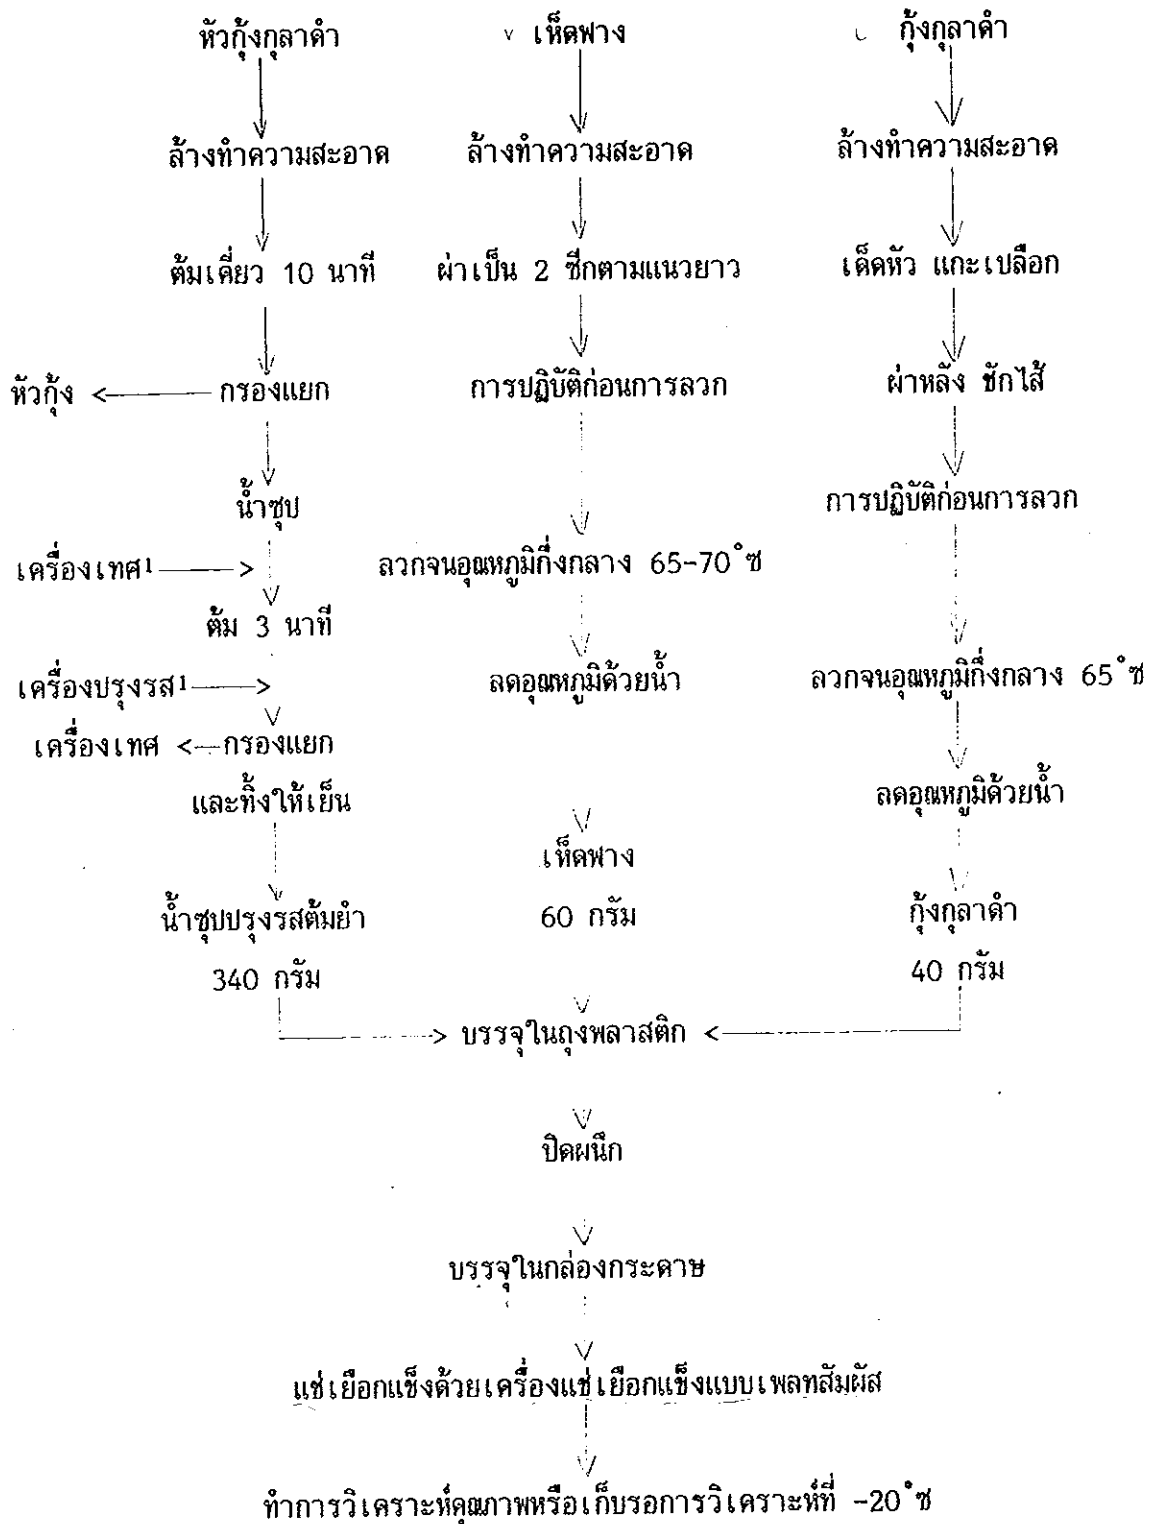 หัวกุ้งกุลาดำ เห็ดฟาง กุ้งกุลาดำ
ล้างทำความสะอาด ล้างทำความสะอาด ล้างทำความสะอาด
ต้มเคี่ยว 10 นาที ผ่าเป็น 2 ซีกตามแนวยาว เด็ดหัว แกะเปลือก
หัวกุ้ง กรองแยก การปฏิบัติก่อนการลวก ผ่าหลัง ชักไส้
น้ำซุป การปฏิบัติก่อนการลวก
เครื่องเทศ1 ลวกจนอุณหภูมิกึ่งกลาง 65-70°ซ
ต้ม 3 นาที
เครื่องปรุงรส1 ลดอุณหภูมิด้วยน้ำ ลวกจนอุณหภูมิกึ่งกลาง 65°ซ
เครื่องเทศ กรองแยก
และทิ้งให้เย็น ลดอุณหภูมิด้วยน้ำ
เห็ดฟาง
น้ำซุปปรุงรสต้มยำ 60 กรัม กุ้งกุลาดำ
340 กรัม 40 กรัม
บรรจุในถุงพลาสติก
ปิดผนึก
บรรจุในกล่องกระดาษ
แช่เยือกแข็งด้วยเครื่องแช่เยือกแข็งแบบเพลทสัมผัส
ทำการวิเคราะห์คุณภาพหรือเก็บรอการวิเคราะห์ที่ -20°ซ